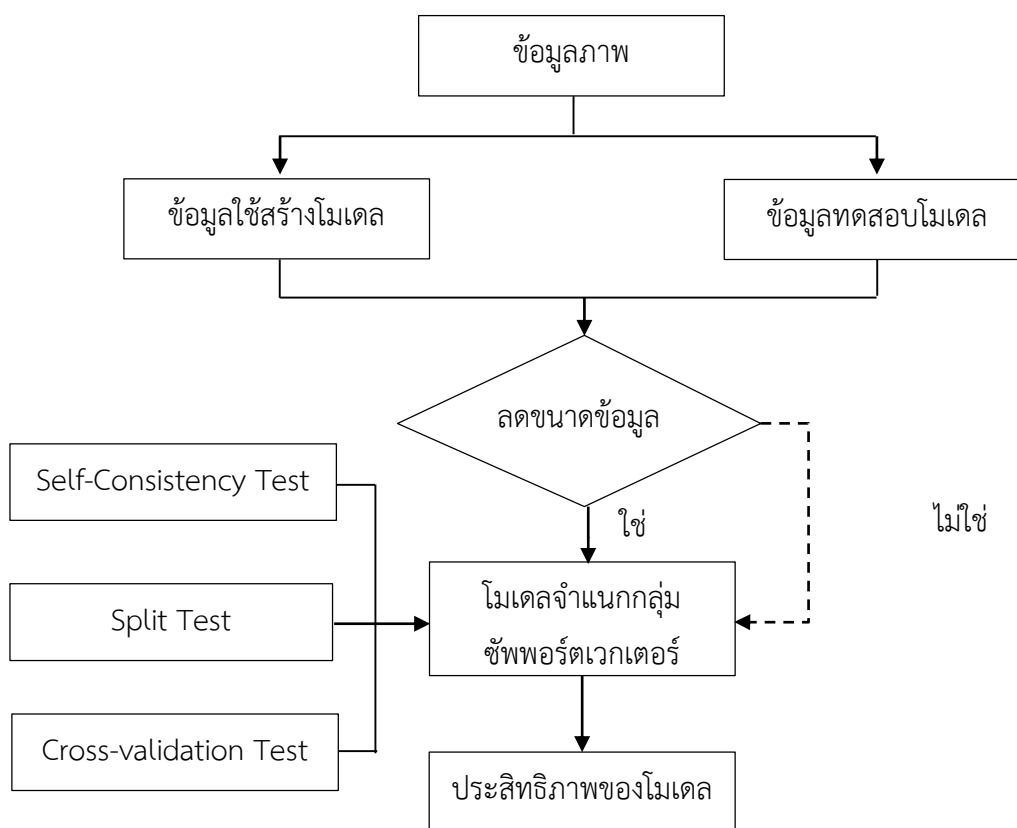 ข้อมูลภาพ
ข้อมูลใช้สร้างโมเดล
ข้อมูลทดสอบโมเดล
ลดขนาดข้อมูล
Self-Consistency Test
ใช่
ไม่ใช่
โมเดลจำแนกกลุ่ม
ซัพพอร์ตเวกเตอร์
Split Test
Cross-validation Test
ประสิทธิภาพของโมเดล